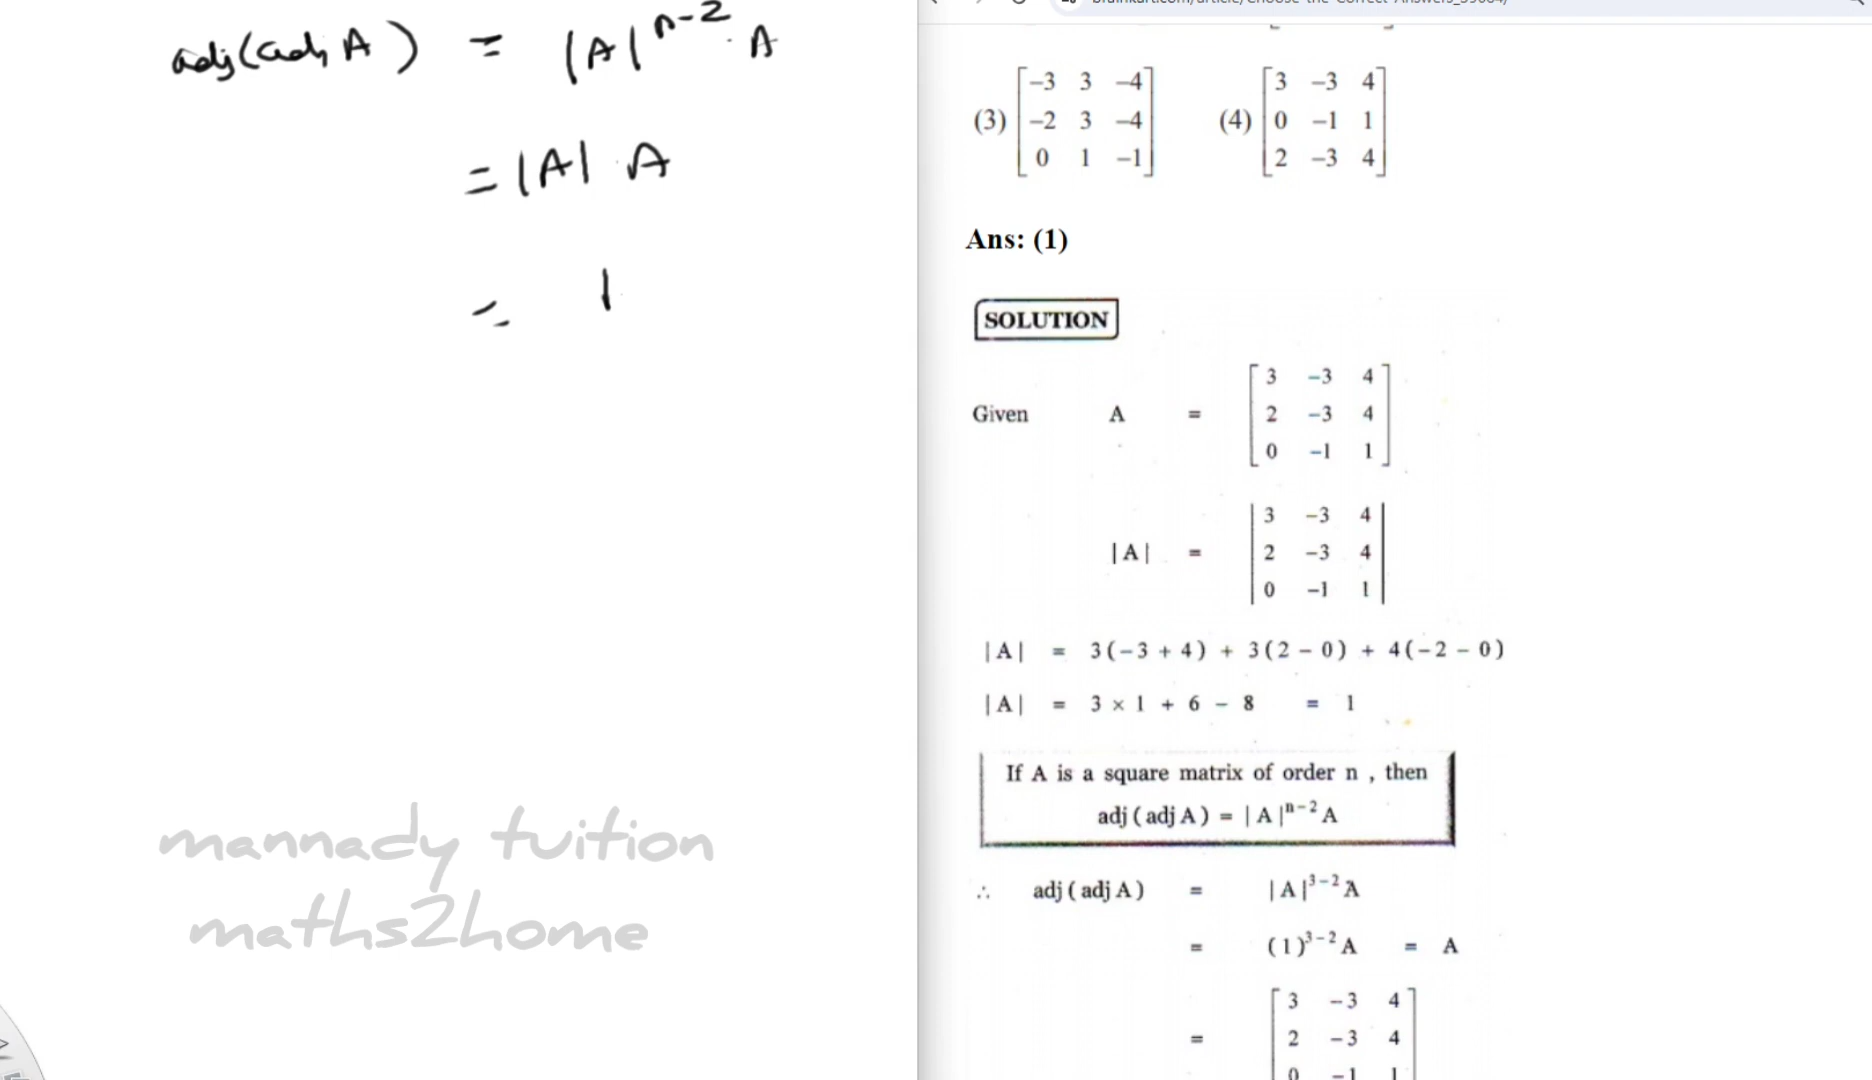 adj(adj A) = |A|^n-2 . A
= |A| A
= 1
mannady tuition
maths2home
(3) [-3 3 -4
-2 3 -4
0 1 -1]
(4) [3 -3 4
0 -1 1
2 -3 4]
Ans: (1)
SOLUTION
Given A = [3 -3 4
2 -3 4
0 -1 1]
|A| = |3 -3 4
2 -3 4
0 -1 1|
|A| = 3(-3 + 4) + 3(2 - 0) + 4(-2 - 0)
|A| = 3 × 1 + 6 - 8 = 1
If A is a square matrix of order n , then
adj ( adj A ) = | A |^n-2 A
∴ adj ( adj A ) = | A |^3-2 A
= (1)^3-2 A = A
= [3 -3 4
2 -3 4
0 -1 1